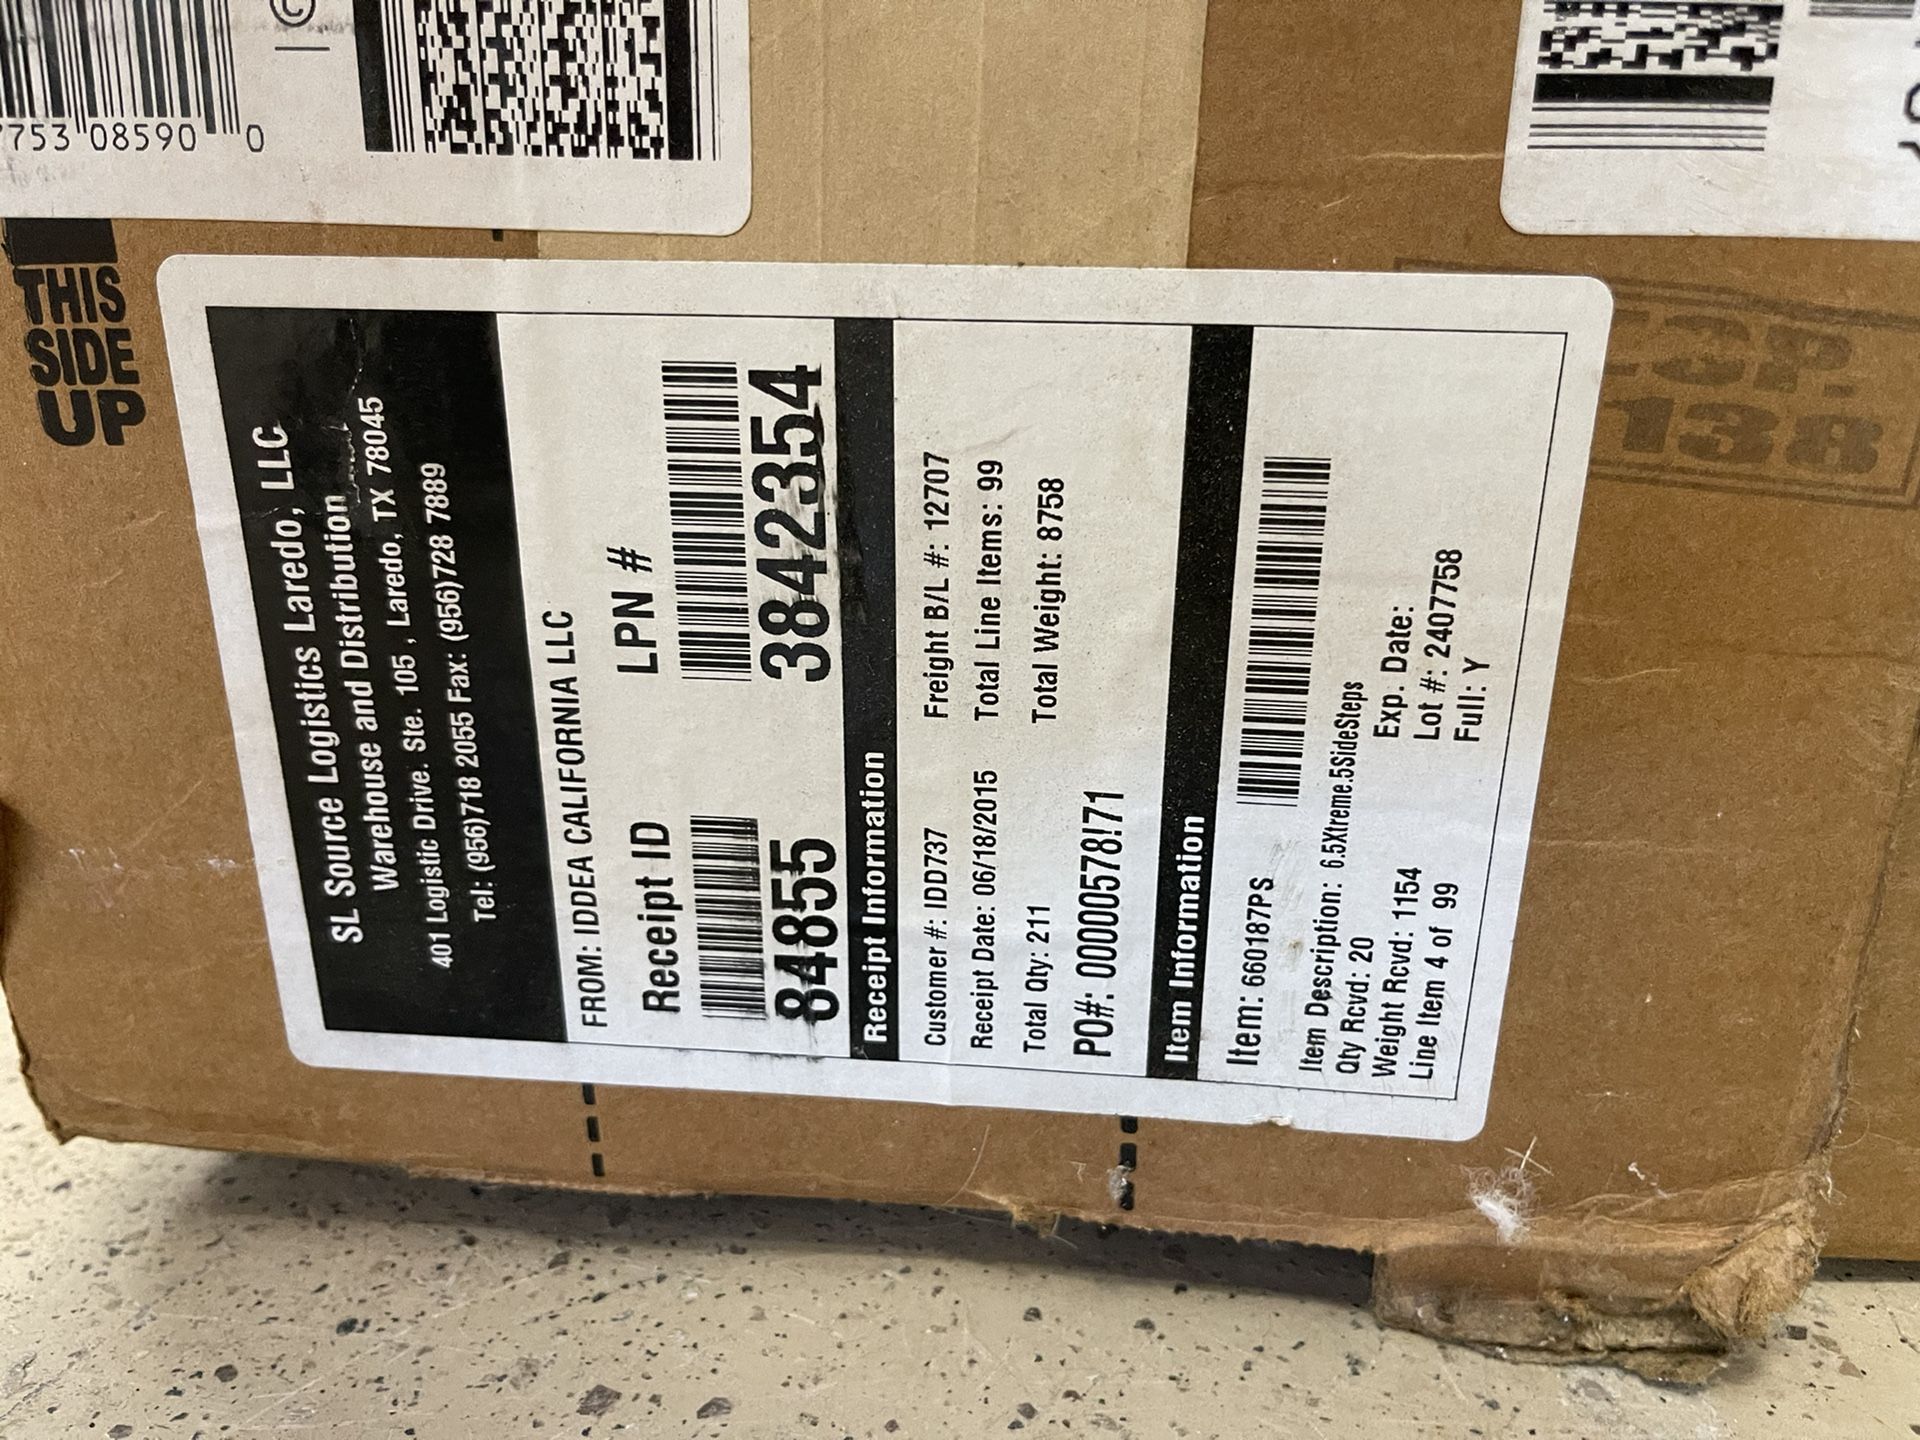 7753 08590 0
©
THIS
SIDE
UP
SL Source Logistics Laredo, LLC
Warehouse and Distribution
401 Logistic Drive. Ste. 105 , Laredo, TX 78045
Tel: (956)718 2055 Fax: (956)728 7889
FROM: IDDEA CALIFORNIA LLC
Receipt ID LPN #
84855 3842354
Receipt Information
Customer #: IDD737 Freight B/L #: 12707
Receipt Date: 06/18/2015 Total Line Items: 99
Total Qty: 211 Total Weight: 8758
PO#: 00000578!71
Item Information
Item: 660187PS
Item Description: 6.5Xtreme.5SideSteps
Qty Rcvd: 20 Exp. Date:
Weight Rcvd: 1154 Lot #: 2407758
Line Item 4 of 99 Full: Y
138